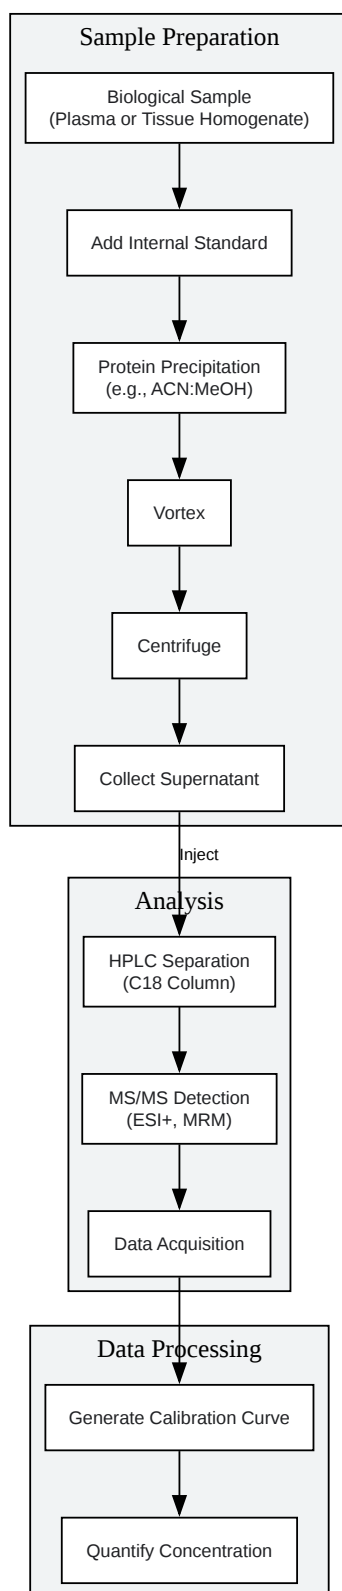 Sample Preparation
Biological Sample
(Plasma or Tissue Homogenate)
Add Internal Standard
Protein Precipitation
(e.g., ACN:MeOH)
Vortex
Centrifuge
Collect Supernatant
Inject
Analysis
HPLC Separation
(C18 Column)
MS/MS Detection
(ESI+, MRM)
Data Acquisition
Data Processing
Generate Calibration Curve
Quantify Concentration